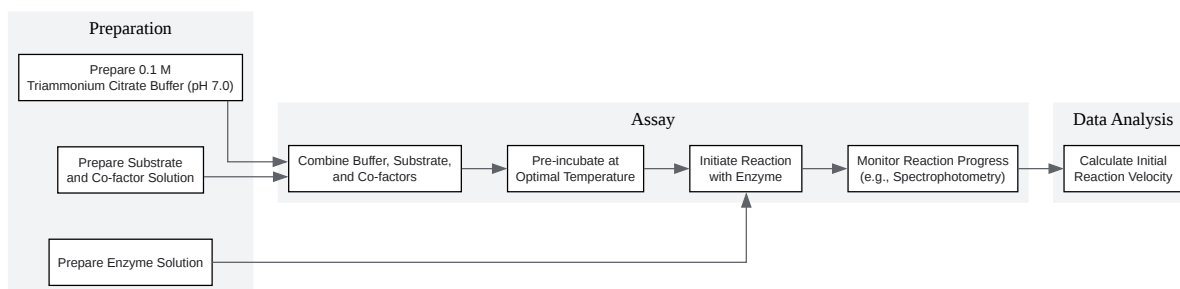 Preparation
Prepare 0.1 M
Triammonium Citrate Buffer (pH 7.0)
Prepare Substrate
and Co-factor Solution
Prepare Enzyme Solution
Assay
Combine Buffer, Substrate,
and Co-factors
Pre-incubate at
Optimal Temperature
Initiate Reaction
with Enzyme
Monitor Reaction Progress
(e.g., Spectrophotometry)
Data Analysis
Calculate Initial
Reaction Velocity